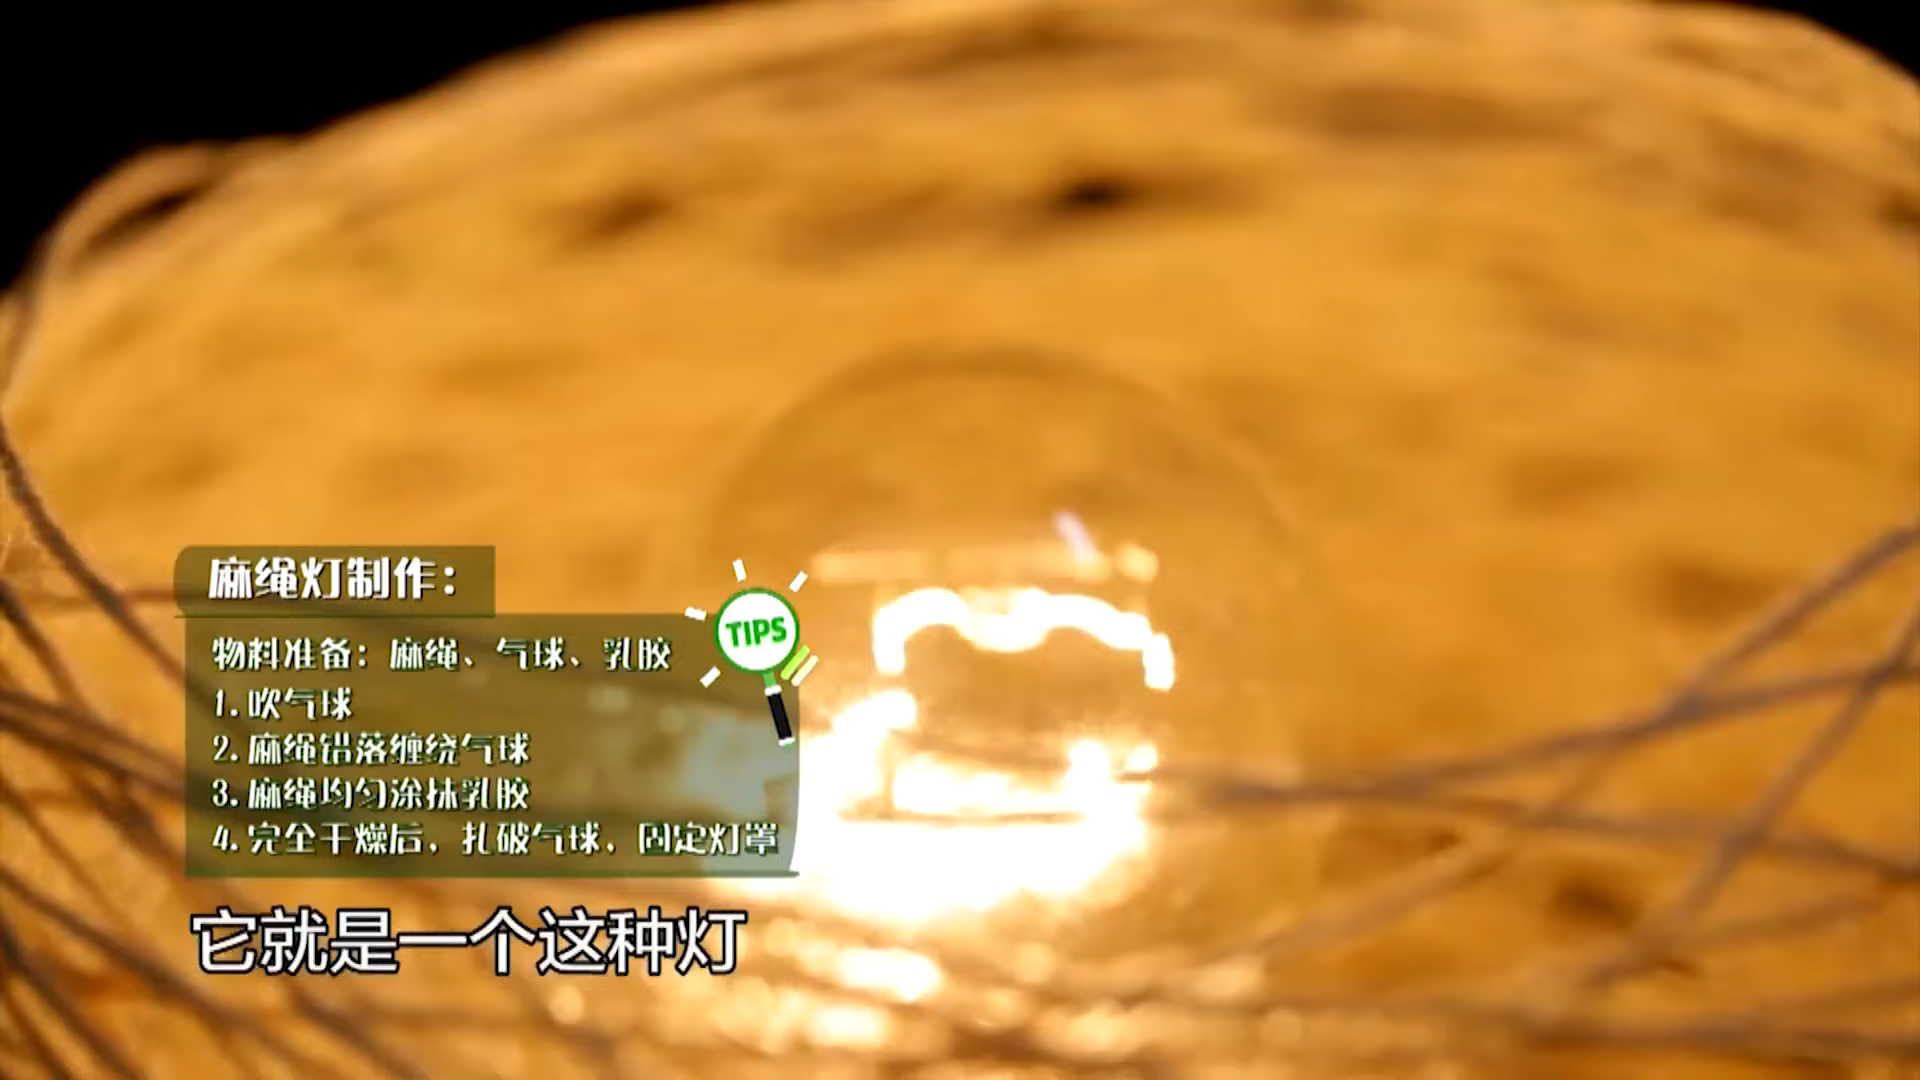 麻绳灯制作：
TIPS
物料准备：麻绳、气球、乳胶
1.吹气球
2.麻绳错落缠绕气球
3.麻绳均匀涂抹乳胶
4.完全干燥后，扎破气球，固定灯罩
它就是一个这种灯